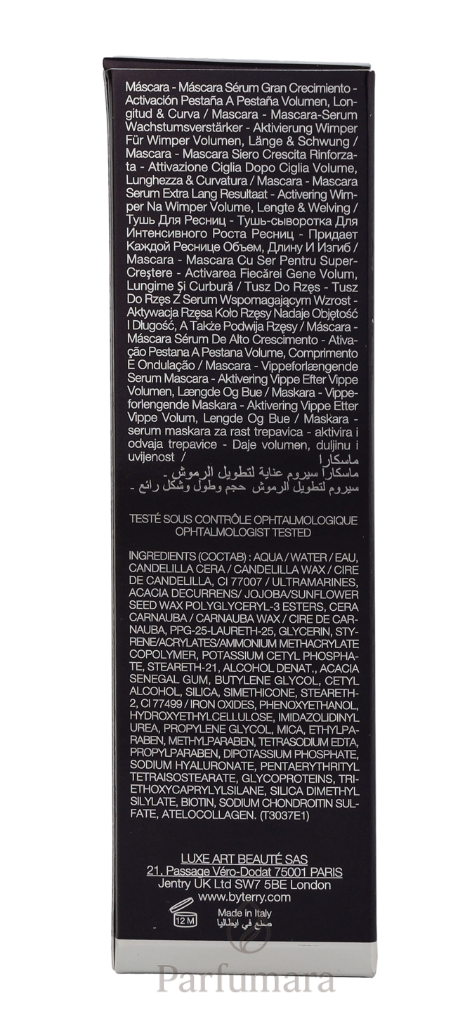 Máscara - Máscara Sérum Gran Crecimiento -
Activación Pestaña A Pestaña Volumen, Lon-
gitud & Curva / Mascara - Mascara-Serum
Wachstumsverstärker - Aktivierung Wimper
Für Wimper Volumen, Länge & Schwung /
Mascara - Mascara Siero Crescita Rinforza-
ta - Attivazione Ciglia Dopo Ciglia Volume,
Lunghezza & Curvatura / Mascara - Mascara
Serum Extra Lang Resultaat - Activering Wim-
per Na Wimper Volume, Lengte & Welving /
Тушь Для Ресниц - Тушь-сыворотка Для
Интенсивного Роста Ресниц - Придает
Каждой Реснице Объем, Длину И Изгиб /
Mascara - Mascara Cu Ser Pentru Super-
Creştere - Activarea Fiecărei Gene Volum,
Lungime Şi Curbură / Tusz Do Rzęs - Tusz
Do Rzęs Z Serum Wspomagającym Wzrost -
Aktywacja Rzęsa Koło Rzęsy Nadaje Objętość
I Długość, A Także Podwija Rzęsy / Máscara -
Máscara Sérum De Alto Crescimento - Ativa-
ção Pestana A Pestana Volume, Comprimento
E Ondulação / Mascara - Vippeforlængende
Serum Mascara - Aktivering Vippe Efter Vippe
Volumen, Længde Og Bue / Maskara - Vippe-
forlengende Maskara - Aktivering Vippe Etter
Vippe Volum, Lengde Og Bue / Maskara -
serum maskara za rast trepavica - aktivira i
odvaja trepavice - Daje volumen, duljinu i
uvijenost / ماسكارا
ماسكارا سيروم عناية لتطويل الرموش -
سيروم لتطويل الرموش حجم وطول وشكل رائع -
TESTÉ SOUS CONTRÔLE OPHTALMOLOGIQUE
OPHTALMOLOGIST TESTED
INGREDIENTS (COCTAB) : AQUA / WATER / EAU,
CANDELILLA CERA / CANDELILLA WAX / CIRE
DE CANDELILLA, CI 77007 / ULTRAMARINES,
ACACIA DECURRENS/ JOJOBA/SUNFLOWER
SEED WAX POLYGLYCERYL-3 ESTERS, CERA
CARNAUBA / CARNAUBA WAX / CIRE DE CAR-
NAUBA, PPG-25-LAURETH-25, GLYCERIN, STY-
RENE/ACRYLATES/AMMONIUM METHACRYLATE
COPOLYMER, POTASSIUM CETYL PHOSPHA-
TE, STEARETH-21, ALCOHOL DENAT., ACACIA
SENEGAL GUM, BUTYLENE GLYCOL, CETYL
ALCOHOL, SILICA, SIMETHICONE, STEARETH-
2, CI 77499 / IRON OXIDES, PHENOXYETHANOL,
HYDROXYETHYLCELLULOSE, IMIDAZOLIDINYL
UREA, PROPYLENE GLYCOL, MICA, ETHYLPA-
RABEN, METHYLPARABEN, TETRASODIUM EDTA,
PROPYLPARABEN, DIPOTASSIUM PHOSPHATE,
SODIUM HYALURONATE, PENTAERYTHRITYL
TETRAISOSTEARATE, GLYCOPROTEINS, TRI-
ETHOXYCAPRYLYLSILANE, SILICA DIMETHYL
SILYLATE, BIOTIN, SODIUM CHONDROITIN SUL-
FATE, ATELOCOLLAGEN. (T3037E1)
LUXE ART BEAUTÉ SAS
21, Passage Véro-Dodat 75001 PARIS
Jentry UK Ltd SW7 5BE London
www.byterry.com
12 M
Made in Italy
صنع في ايطاليا
Parfumara